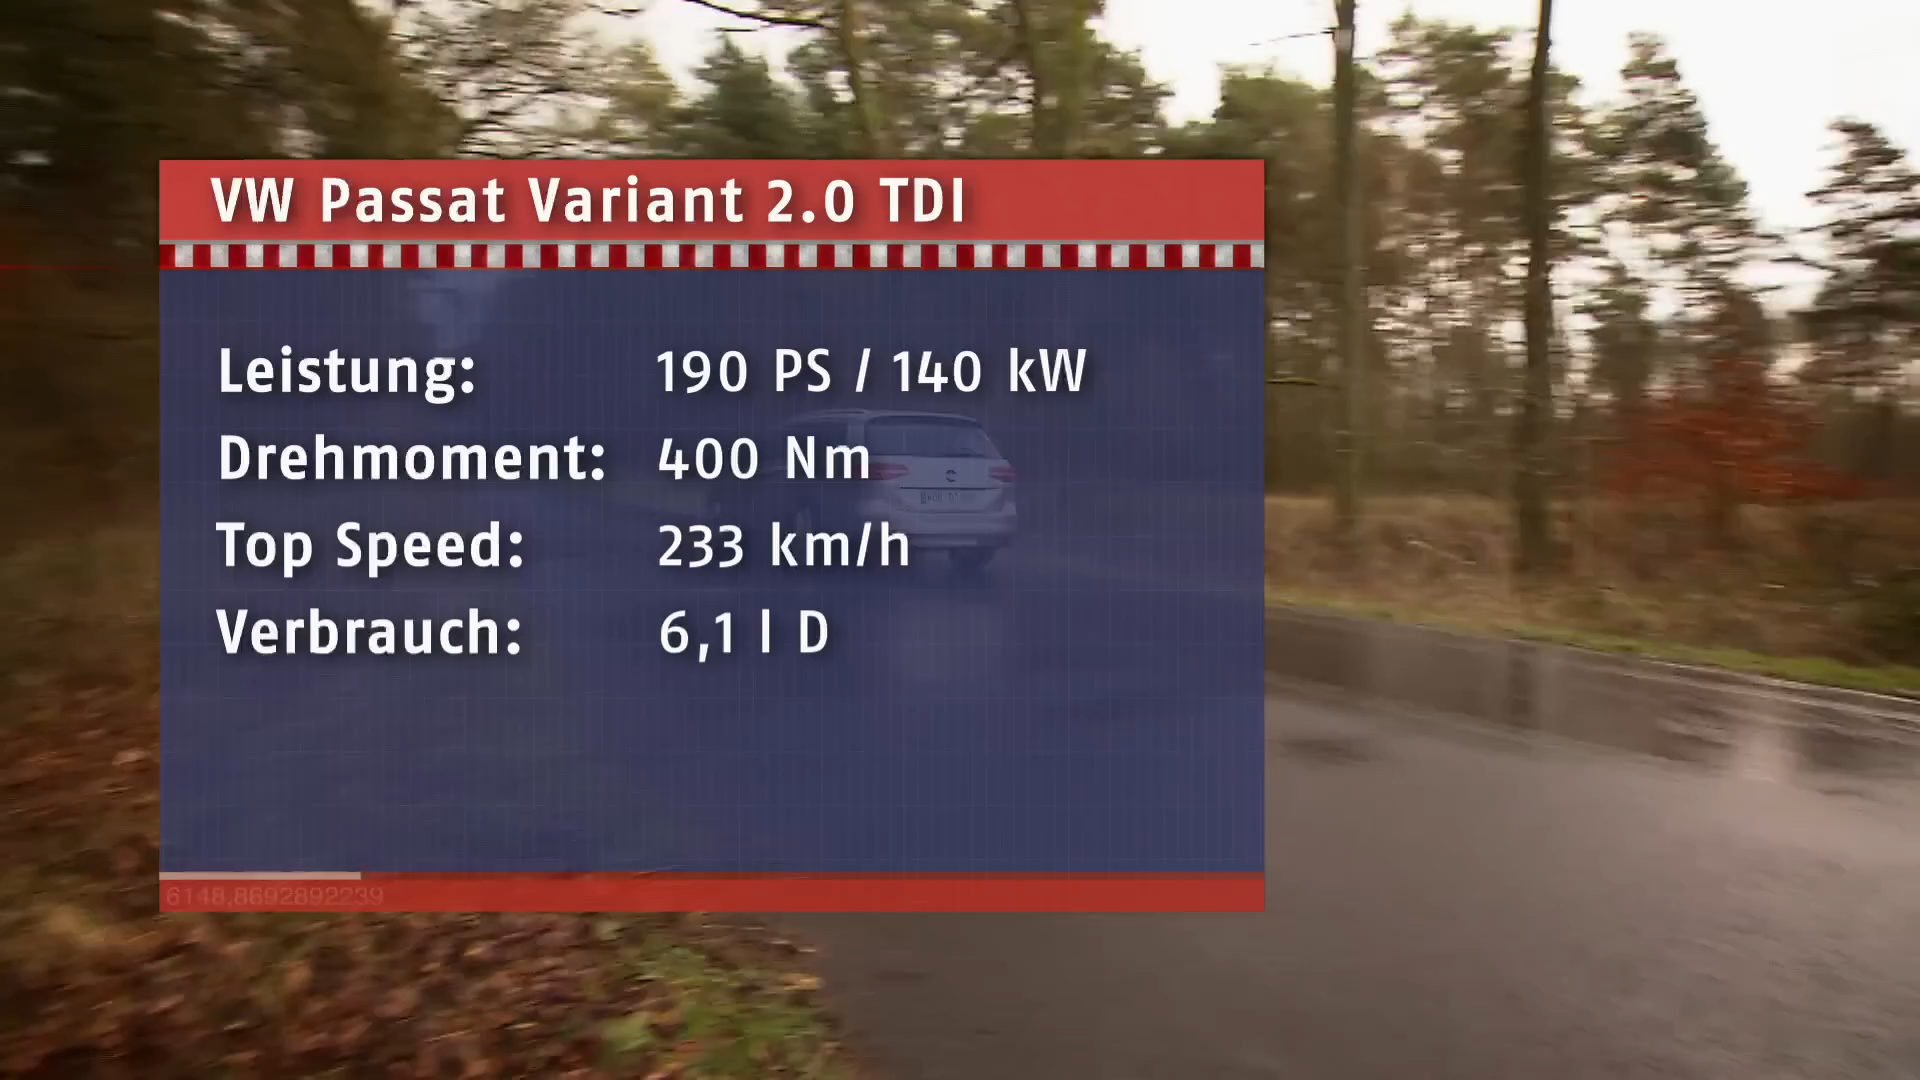 VW Passat Variant 2.0 TDI
Leistung: 190 PS / 140 kW
Drehmoment: 400 Nm
Top Speed: 233 km/h
Verbrauch: 6,1 l D
6148,8692892239